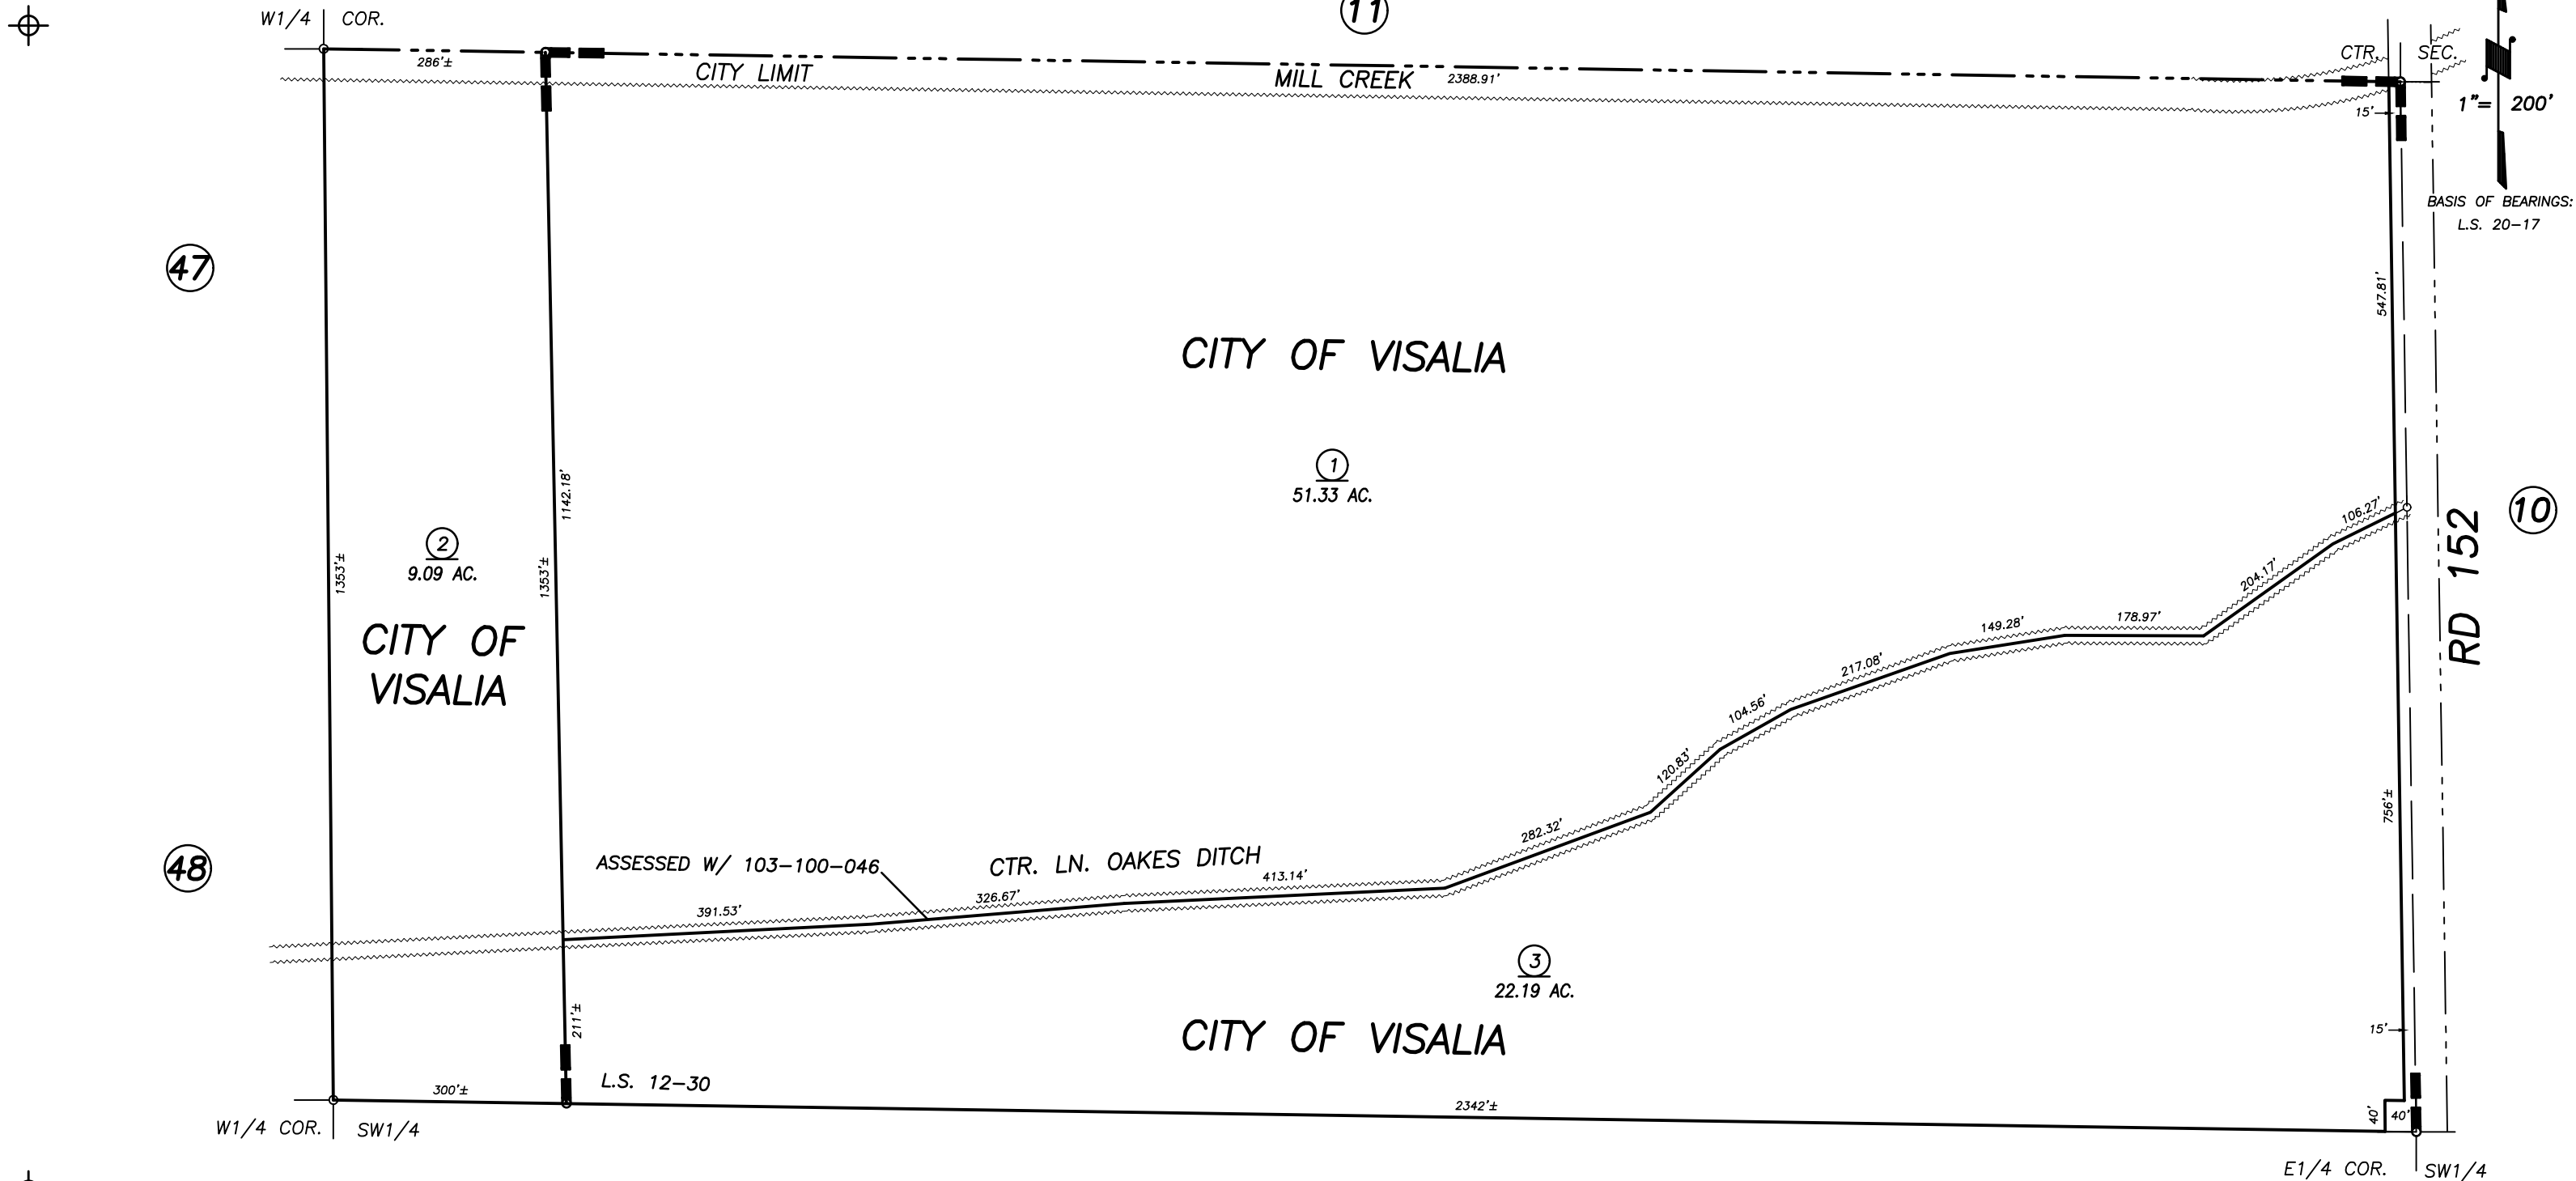 11
W1/4 COR.
286'±
CITY LIMIT
MILL CREEK 2388.91'
CTR. SEC.
15'
1"= 200'
BASIS OF BEARINGS:
L.S. 20-17
47
547.81'
CITY OF VISALIA
1
51.33 AC.
1142.18'
1353'±
1353'±
2
9.09 AC.
CITY OF
VISALIA
106.27'
204.17'
178.97'
149.28'
217.08'
104.56'
120.83'
282.32'
RD 152
10
756'±
48
ASSESSED W/ 103-100-046
CTR. LN. OAKES DITCH
391.53'
326.67'
413.14'
3
22.19 AC.
CITY OF VISALIA
211'±
15'
300'±
L.S. 12-30
2342'±
40'
40'
W1/4 COR. SW1/4
E1/4 COR. SW1/4